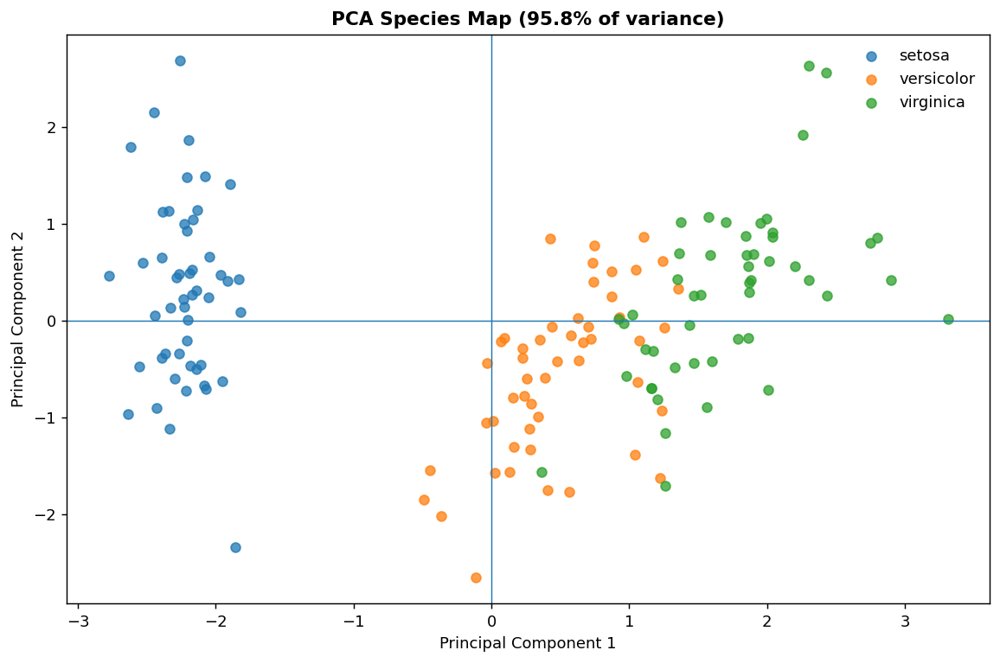 PCA Species Map (95.8% of variance)
setosa
versicolor
virginica
2
1
0
−1
−2
Principal Component 2
−3
−2
−1
0
1
2
3
Principal Component 1